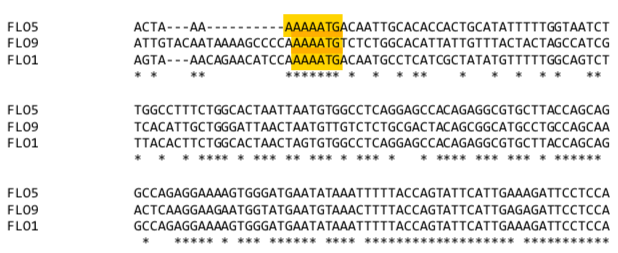 FLO5 ACTA---AA----------AAAAATGACAATTGCACACCACTGCATATTTTTGGTAATCT
FLO9 ATTGTACAATAAAAGCCCCAAAAATGTCTCTGGCACATTATTGTTTACTACTAGCCATCG
FLO1 AGTA---AACAGAACATCCAAAAATGACAATGCCTCATCGCTATATGTTTTTGGCAGTCT
* * ** ******* * * * ** * * * * * **
FLO5 TGGCCTTTCTGGCACTAATTAATGTGGCCTCAGGAGCCACAGAGGCGTGCTTACCAGCAG
FLO9 TCACATTGCTGGGATTAACTAATGTTGTCTCTGCGACTACAGCGGCATGCCTGCCAGCAA
FLO1 TTACACTTCTGGCACTAACTAGTGTGGCCTCAGGAGCCACAGAGGCGTGCTTACCAGCAG
* * * **** * *** ** *** * *** * * **** *** *** * ******
FLO5 GCCAGAGGAAAAGTGGGATGAATATAAATTTTTACCAGTATTCATTGAAAGATTCCTCCA
FLO9 ACTCAAGGAAGAATGGTATGAATGTAAACTTTTACCAGTATTCATTGAGAGATTCCTCCA
FLO1 GCCAGAGGAAAAGTGGGATGAATATAAATTTTTACCAGTATTCATTGAAAGATTCCTCCA
* ***** * *** ****** **** ******************* ***********